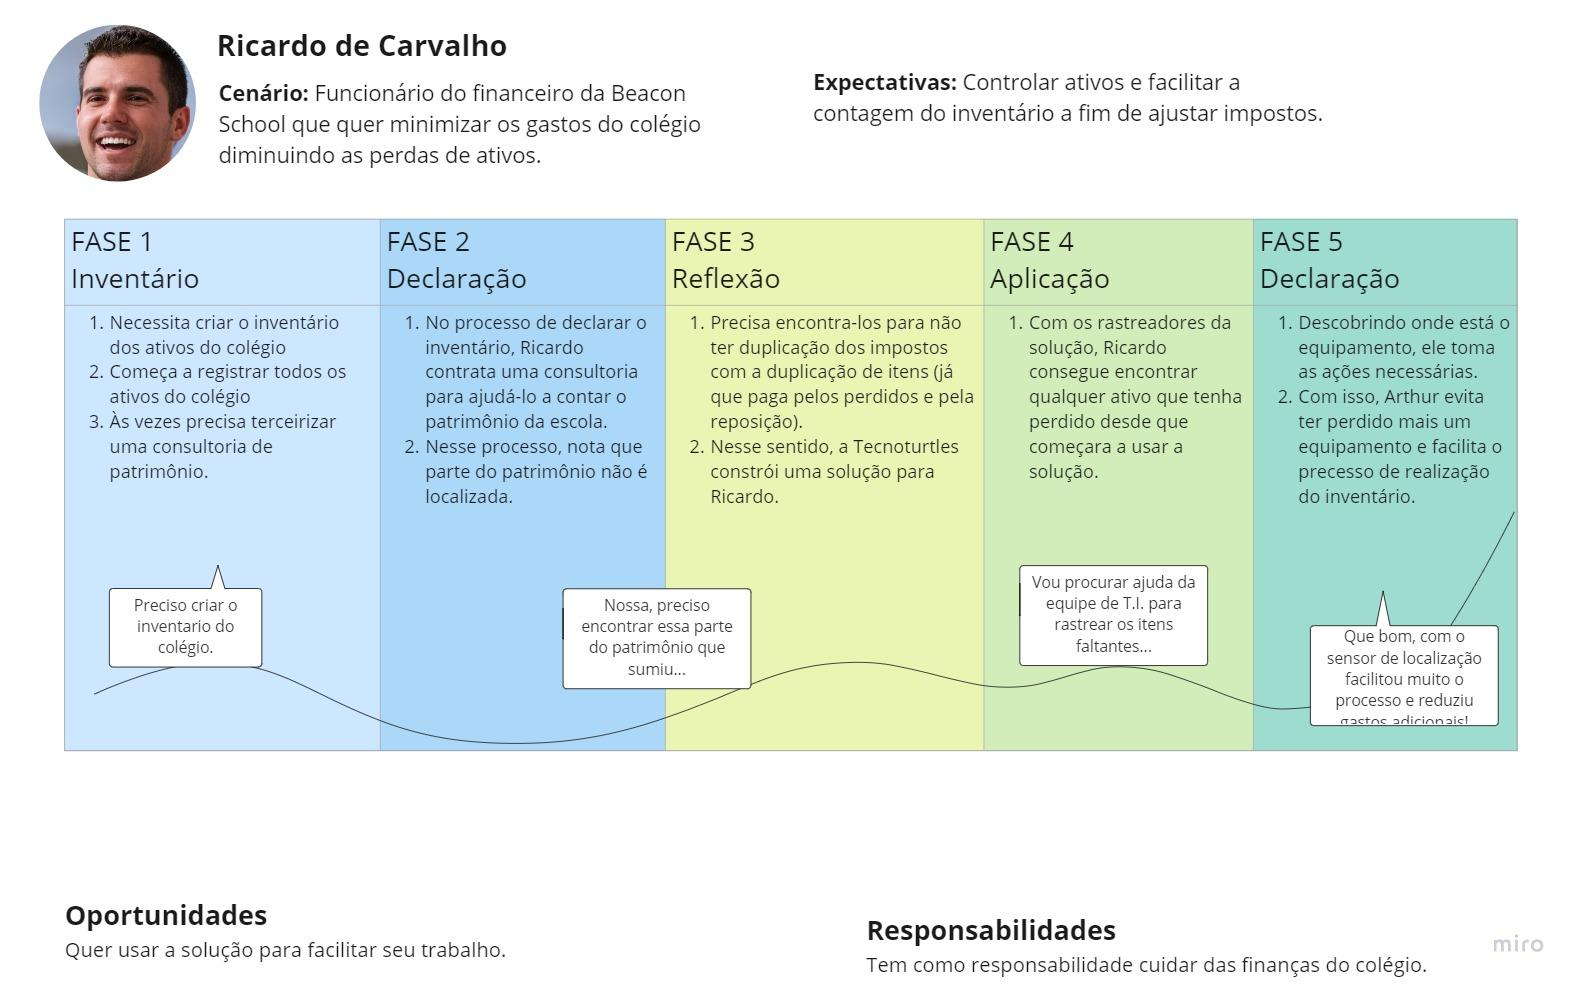 Ricardo de Carvalho
Cenário: Funcionário do financeiro da Beacon
School que quer minimizar os gastos do colégio
diminuindo as perdas de ativos.
Expectativas: Controlar ativos e facilitar a
contagem do inventário a fim de ajustar impostos.
FASE 1
Inventário
1. Necessita criar o inventário
dos ativos do colégio
2. Começa a registrar todos os
ativos do colégio
3. Às vezes precisa terceirizar
uma consultoria de
patrimônio.
Preciso criar o
inventario do
colégio.
FASE 2
Declaração
1. No processo de declarar o
inventário, Ricardo
contrata uma consultoria
para ajudá-lo a contar o
patrimônio da escola.
2. Nesse processo, nota que
parte do patrimônio não é
localizada.
Nossa, preciso
encontrar essa parte
do patrimônio que
sumiu...
FASE 3
Reflexão
1. Precisa encontra-los para não
ter duplicação dos impostos
com a duplicação de itens (já
que paga pelos perdidos e pela
reposição).
2. Nesse sentido, a Tecnoturtles
constrói uma solução para
Ricardo.
FASE 4
Aplicação
1. Com os rastreadores da
solução, Ricardo
consegue encontrar
qualquer ativo que tenha
perdido desde que
começara a usar a
solução.
Vou procurar ajuda da
equipe de T.I. para
rastrear os itens
faltantes...
FASE 5
Declaração
1. Descobrindo onde está o
equipamento, ele toma
as ações necessárias.
2. Com isso, Arthur evita
ter perdido mais um
equipamento e facilita o
precesso de realização
do inventário.
Que bom, com o
sensor de localização
facilitou muito o
processo e reduziu
gastos adicionais!
Oportunidades
Quer usar a solução para facilitar seu trabalho.
Responsabilidades
Tem como responsabilidade cuidar das finanças do colégio.
miro